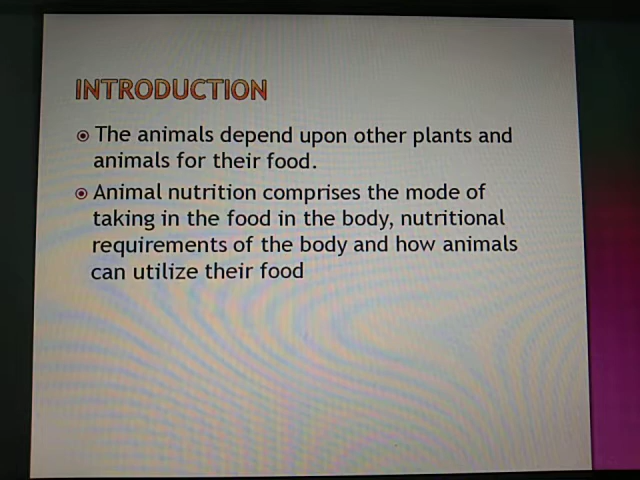 INTRODUCTION
The animals depend upon other plants and
animals for their food.
Animal nutrition comprises the mode of
taking in the food in the body, nutritional
requirements of the body and how animals
can utilize their food